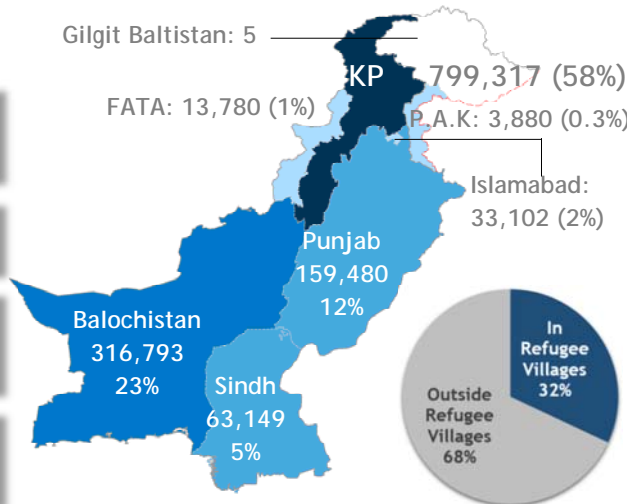 Gilgit Baltistan: 5
KP 799,317 (58%)
FATA: 13,780 (1%)
P.A.K: 3,880 (0.3%)
Islamabad:
33,102 (2%)
Punjab
159,480
12%
Balochistan
316,793
23%
Sindh
63,149
5%
In
Refugee
Villages
32%
Outside
Refugee
Villages
68%